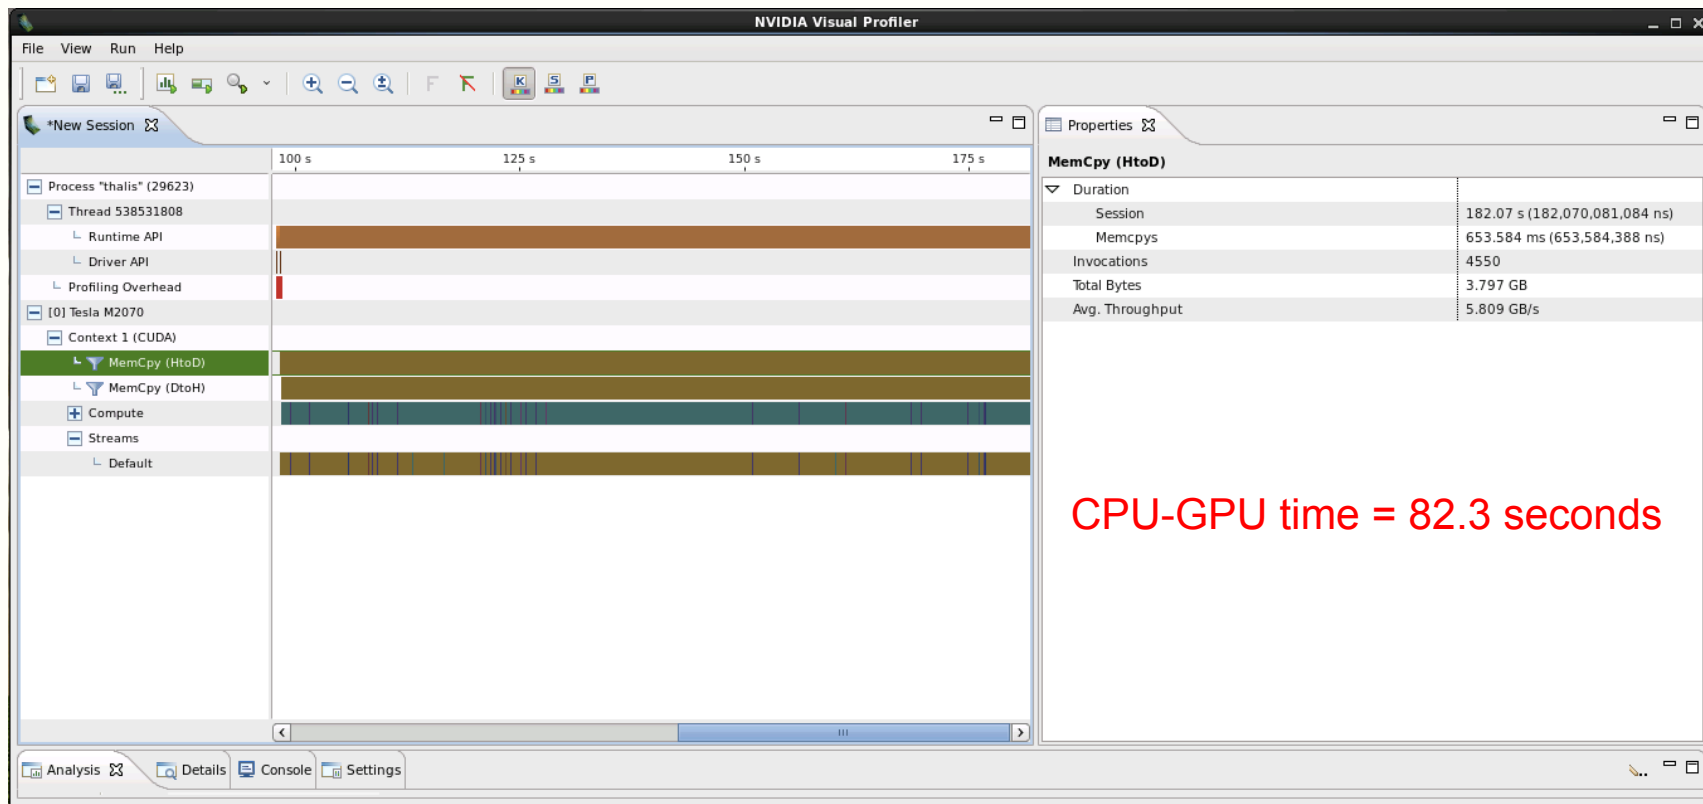 NVIDIA Visual Profiler
File View Run Help
F K S P
*New Session
100 s 125 s 150 s 175 s
Process "thalis" (29623)
Thread 538531808
Runtime API
Driver API
Profiling Overhead
[0] Tesla M2070
Context 1 (CUDA)
MemCpy (HtoD)
MemCpy (DtoH)
Compute
Streams
Default
Properties
MemCpy (HtoD)
Duration
Session 182.07 s (182,070,081,084 ns)
Memcpys 653.584 ms (653,584,388 ns)
Invocations 4550
Total Bytes 3.797 GB
Avg. Throughput 5.809 GB/s
CPU-GPU time = 82.3 seconds
Analysis Details Console Settings